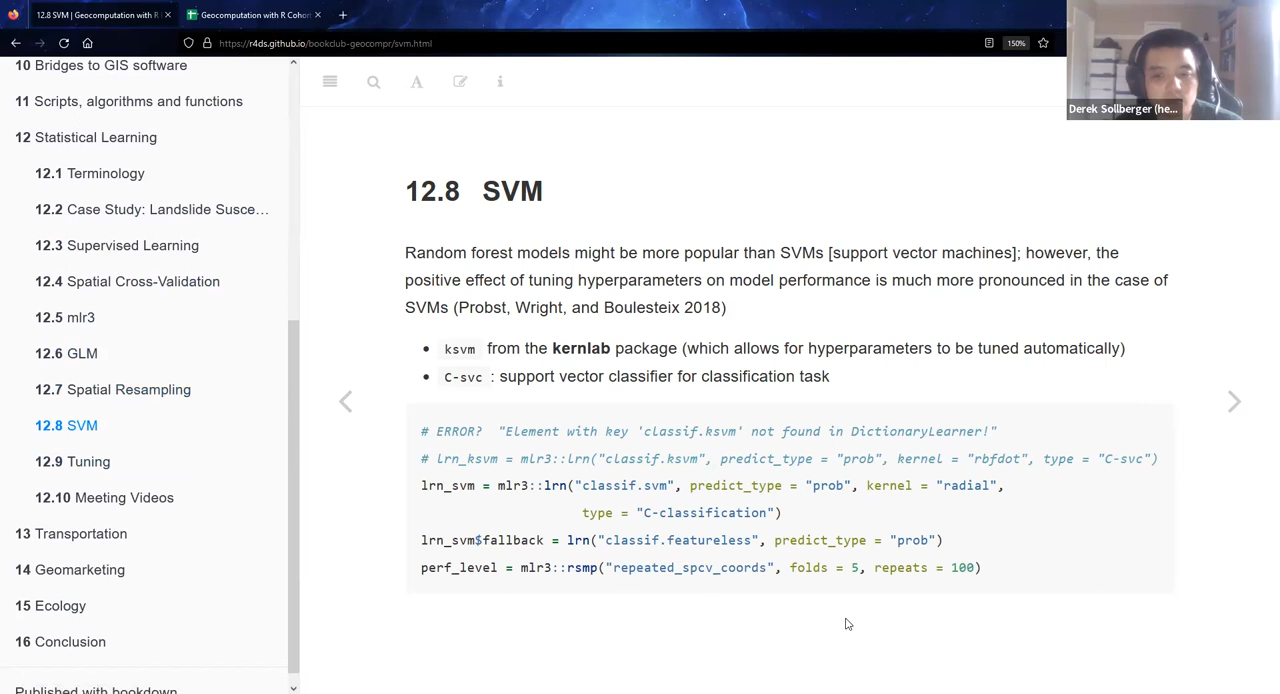 12.8 SVM | Geocomputation with R
Geocomputation with R Cohor
https://r4ds.github.io/bookclub-geocompr/svm.html
150%
Derek Sollberger (he...
10 Bridges to GIS software
11 Scripts, algorithms and functions
12 Statistical Learning
12.1 Terminology
12.2 Case Study: Landslide Susce…
12.3 Supervised Learning
12.4 Spatial Cross-Validation
12.5 mlr3
12.6 GLM
12.7 Spatial Resampling
12.8 SVM
12.9 Tuning
12.10 Meeting Videos
13 Transportation
14 Geomarketing
15 Ecology
16 Conclusion
Published with bookdown
12.8 SVM
Random forest models might be more popular than SVMs [support vector machines]; however, the
positive effect of tuning hyperparameters on model performance is much more pronounced in the case of
SVMs (Probst, Wright, and Boulesteix 2018)
• ksvm from the kernlab package (which allows for hyperparameters to be tuned automatically)
• C-svc : support vector classifier for classification task
# ERROR? "Element with key 'classif.ksvm' not found in DictionaryLearner!"
# lrn_ksvm = mlr3::lrn("classif.ksvm", predict_type = "prob", kernel = "rbfdot", type = "C-svc")
lrn_svm = mlr3::lrn("classif.svm", predict_type = "prob", kernel = "radial",
type = "C-classification")
lrn_svm$fallback = lrn("classif.featureless", predict_type = "prob")
perf_level = mlr3::rsmp("repeated_spcv_coords", folds = 5, repeats = 100)